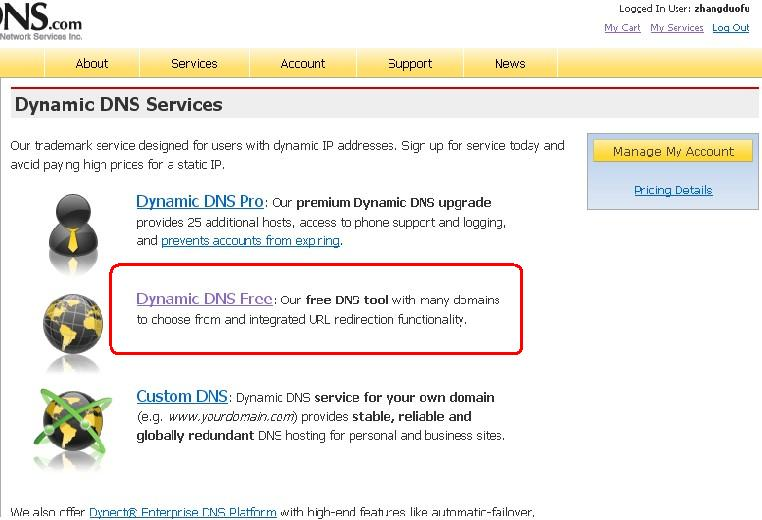 NS.com
Network Services Inc.
Logged In User: zhangduofu
My Cart My Services Log Out
About Services Account Support News
Dynamic DNS Services
Our trademark service designed for users with dynamic IP addresses. Sign up for service today and
avoid paying high prices for a static IP.
Manage My Account
Pricing Details
Dynamic DNS Pro: Our premium Dynamic DNS upgrade
provides 25 additional hosts, access to phone support and logging,
and prevents accounts from expiring.
Dynamic DNS Free: Our free DNS tool with many domains
to choose from and integrated URL redirection functionality.
Custom DNS: Dynamic DNS service for your own domain
(e.g. www.yourdomain.com) provides stable, reliable and
globally redundant DNS hosting for personal and business sites.
We also offer Dynect® Enterprise DNS Platform with high-end features like automatic-failover,